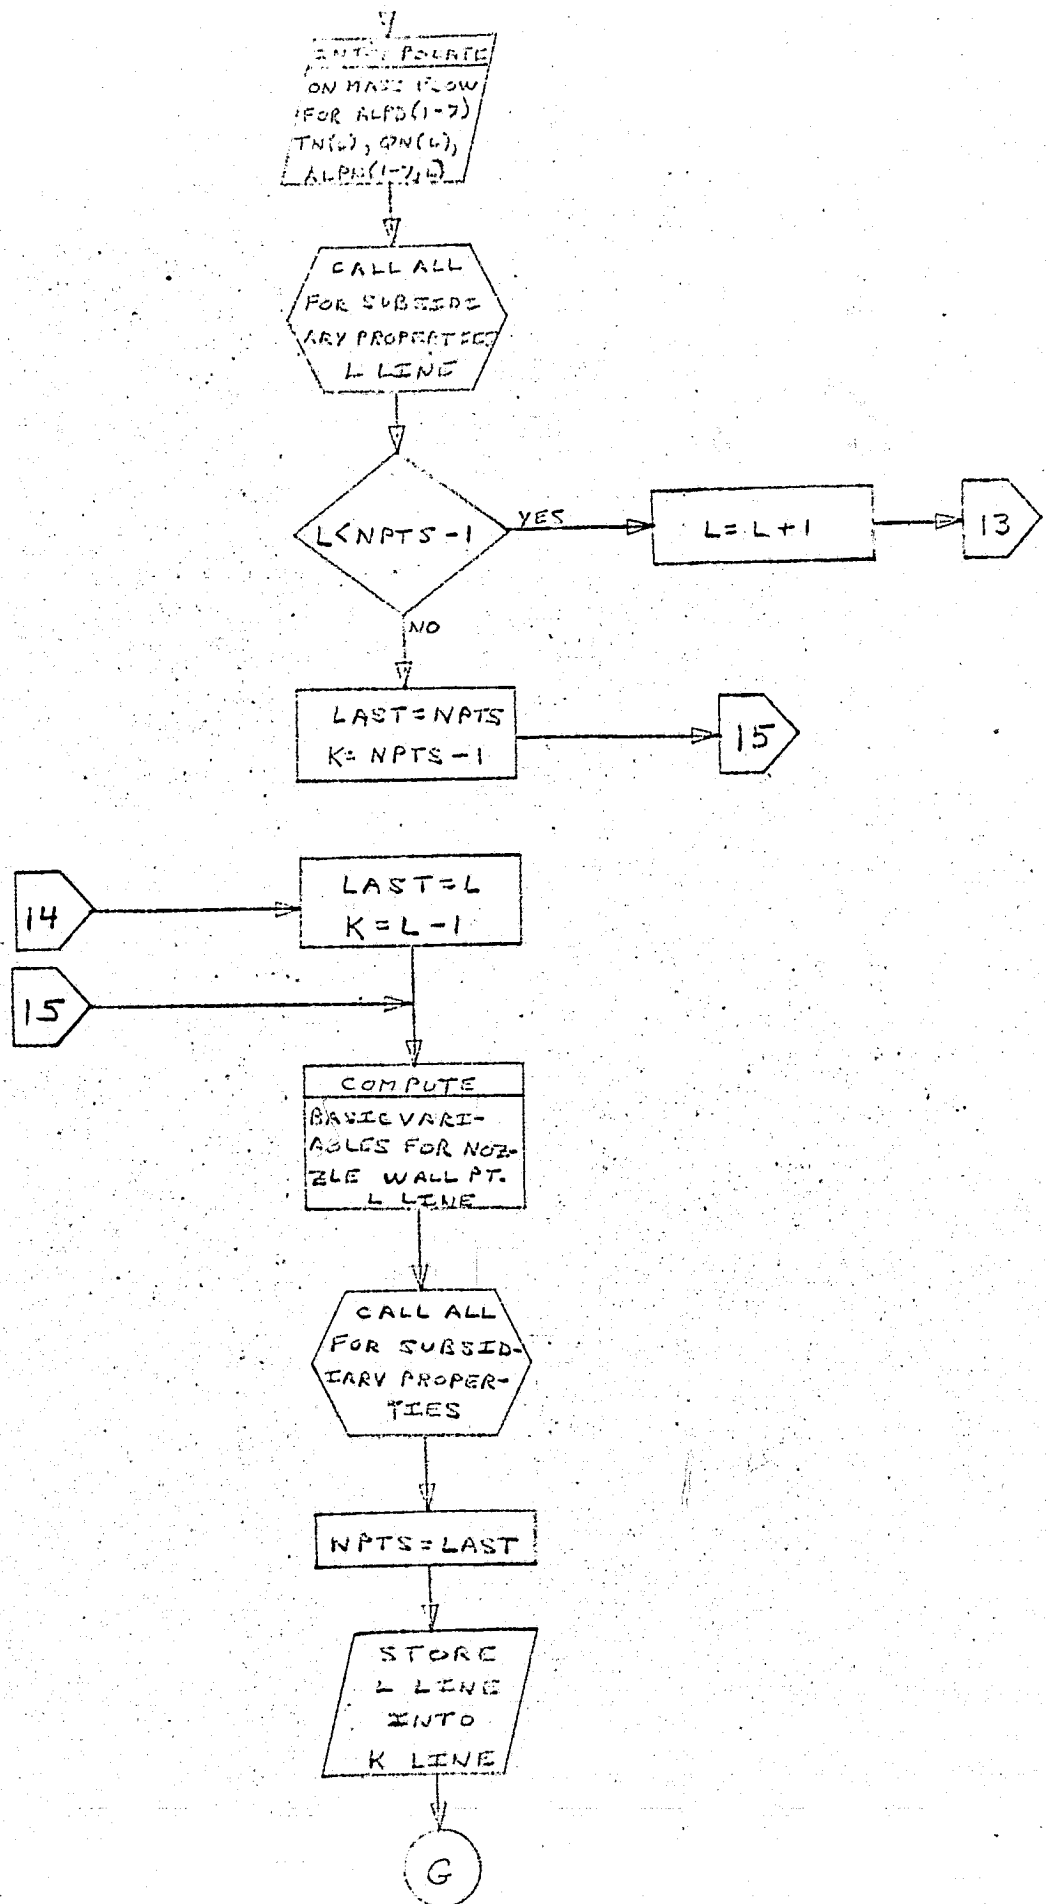 ON MASS FLOW
FOR ALPD(1-7)
TN(L), QN(L),
ALPN(1-7,L)
CALL ALL
FOR SUBSIDI
ARY PROPERTIES
L LINE
L<NPTS-1
YES
L=L+1
13
NO
LAST=NPTS
K=NPTS-1
15
14
LAST=L
K=L-1
15
COMPUTE
BASIC VARI-
ABLES FOR NOZ-
ZLE WALL PT.
L LINE
CALL ALL
FOR SUBSID-
IARY PROPER-
TIES
NPTS=LAST
STORE
L LINE
INTO
K LINE
G